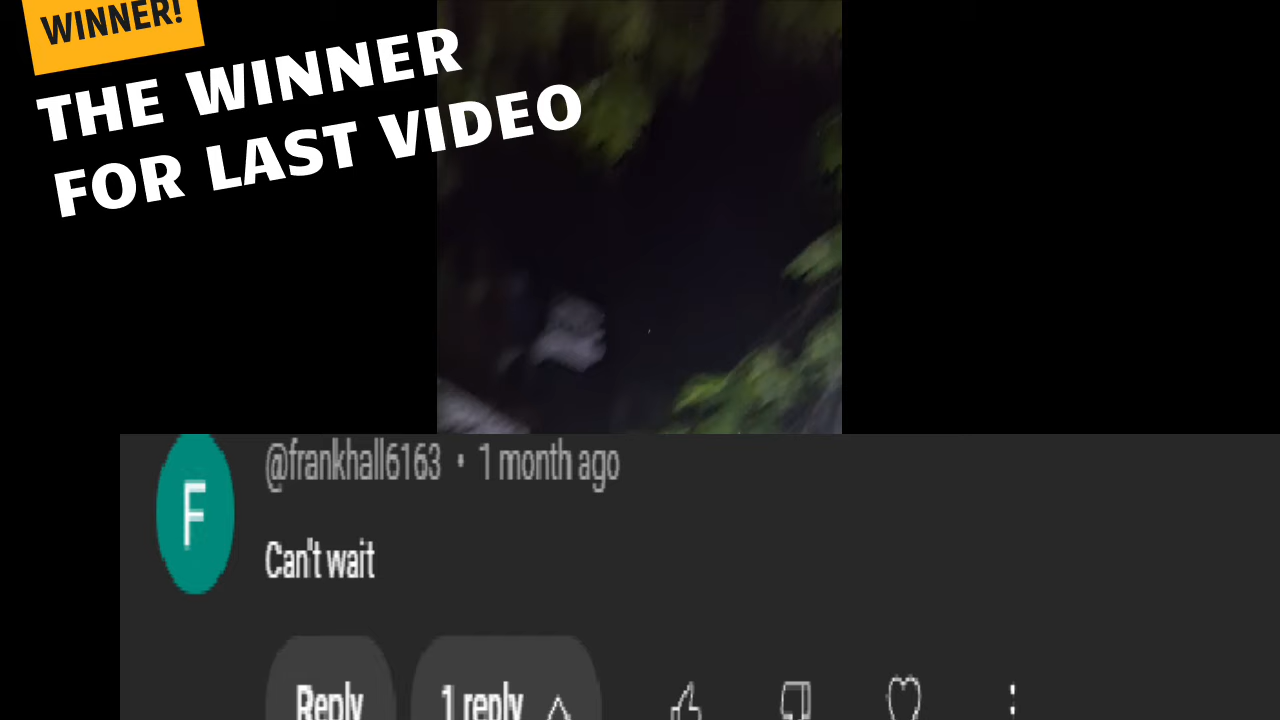 WINNER!
THE WINNER
FOR LAST VIDEO
@frankhall6163 • 1 month ago
F
Can't wait
Reply
1 reply